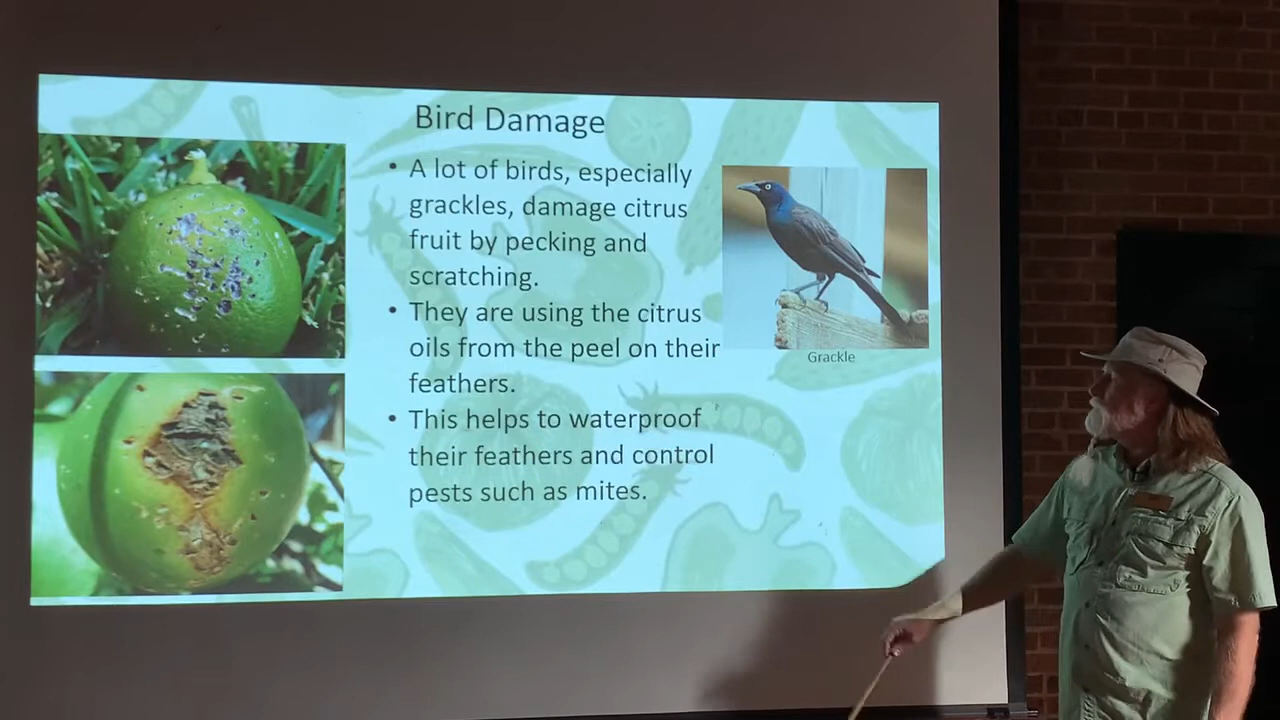 Bird Damage
• A lot of birds, especially
grackles, damage citrus
fruit by pecking and
scratching.
• They are using the citrus
oils from the peel on their
feathers.
• This helps to waterproof
their feathers and control
pests such as mites.
Grackle